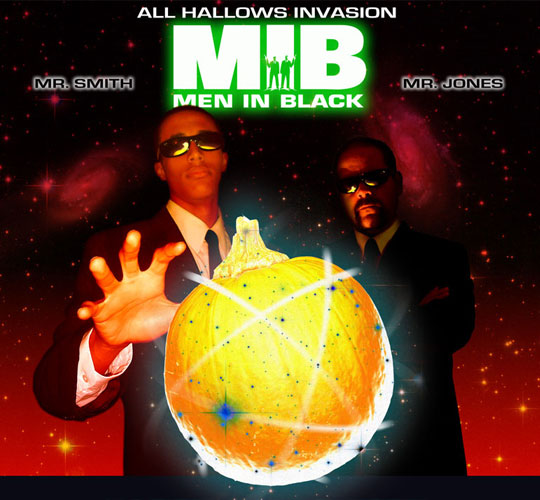 ALL HALLOWS INVASION
MIB
MR. SMITH
MR. JONES
MEN IN BLACK